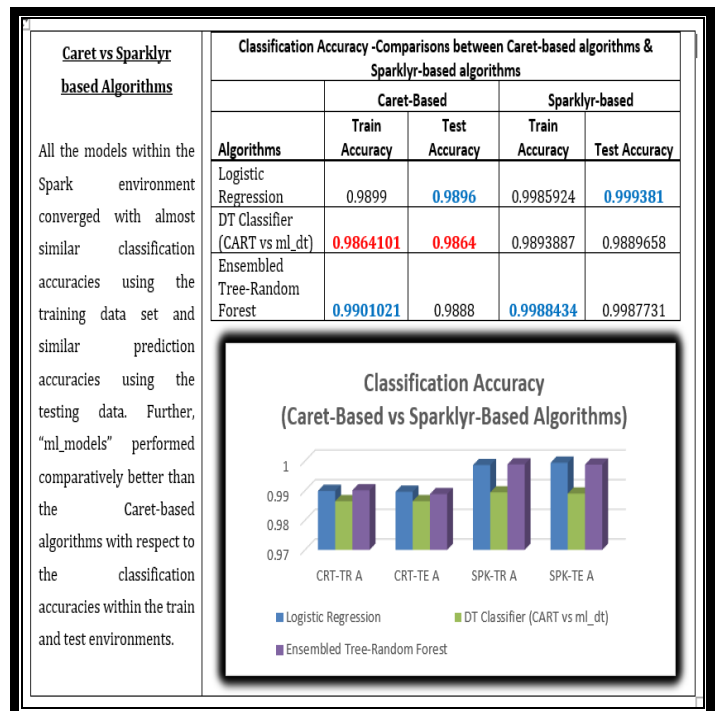 Caret vs Sparklyr
based Algorithms
All the models within the
Spark environment
converged with almost
similar classification
accuracies using the
training data set and
similar prediction
accuracies using the
testing data. Further,
“ml_models” performed
comparatively better than
the Caret-based
algorithms with respect to
the classification
accuracies within the train
and test environments.
Classification Accuracy -Comparisons between Caret-based algorithms &
Sparklyr-based algorithms
Caret-Based Sparklyr-based
Algorithms Train Accuracy Test Accuracy Train Accuracy Test Accuracy
Logistic
Regression 0.9899 0.9896 0.9985924 0.999381
DT Classifier
(CART vs ml_dt) 0.9864101 0.9864 0.9893887 0.9889658
Ensembled
Tree-Random
Forest 0.9901021 0.9888 0.9988434 0.9987731
Classification Accuracy
(Caret-Based vs Sparklyr-Based Algorithms)
1
0.99
0.98
0.97
CRT-TR A CRT-TE A SPK-TR A SPK-TE A
Logistic Regression DT Classifier (CART vs ml_dt)
Ensembled Tree-Random Forest